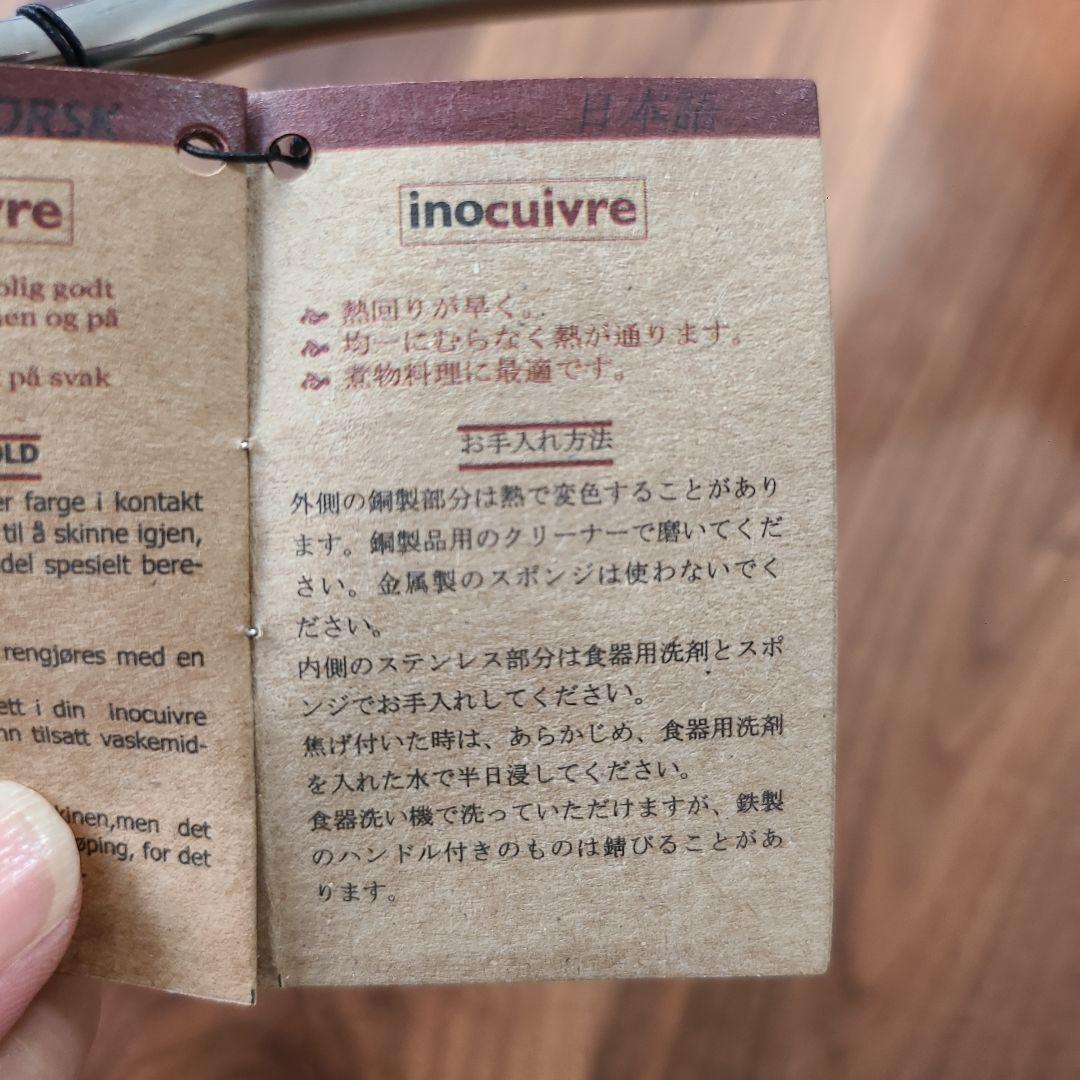 ORSK
vre
olig godt
nen og på
på svak
OLD
er farge i kontakt
til å skinne igjen,
del spesielt bere-
rengjøres med en
ett i din inocuivre
nn tilsatt vaskemid-
kinen,men det
øping, for det
日本語
inocuivre
熱回りが早く。
均一にむらなく熱が通ります。
煮物料理に最適です。
お手入れ方法
外側の銅製部分は熱で変色することがあり
ます。銅製品用のクリーナーで磨いてくだ
さい。金属製のスポンジは使わないでく
ださい。
内側のステンレス部分は食器用洗剤とスポ
ンジでお手入れしてください。
焦げ付いた時は、あらかじめ、食器用洗剤
を入れた水で半日浸してください。
食器洗い機で洗っていただけますが、鉄製
のハンドル付きのものは錆びることがあ
ります。